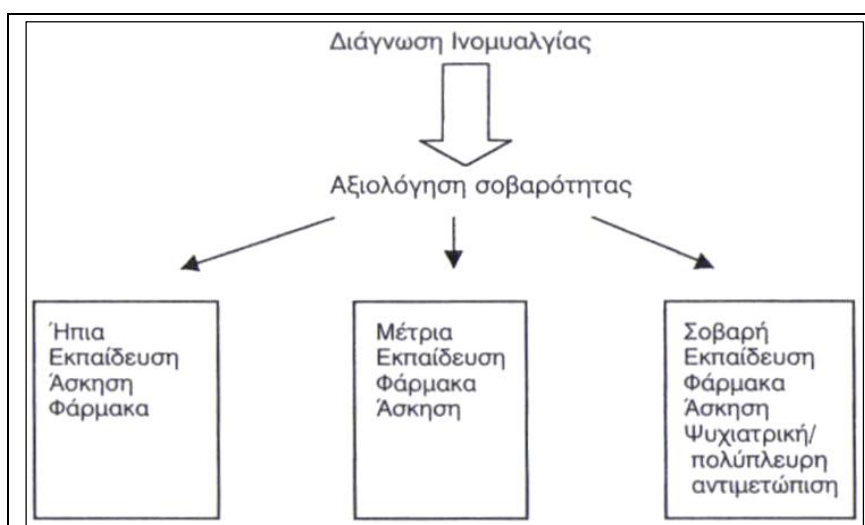 Διάγνωση Ινομυαλγίας
Αξιολόγηση σοβαρότητας
Ήπια
Εκπαίδευση
Άσκηση
Φάρμακα
Μέτρια
Εκπαίδευση
Φάρμακα
Άσκηση
Σοβαρή
Εκπαίδευση
Φάρμακα
Άσκηση
Ψυχιατρική/
πολύπλευρη
αντιμετώπιση